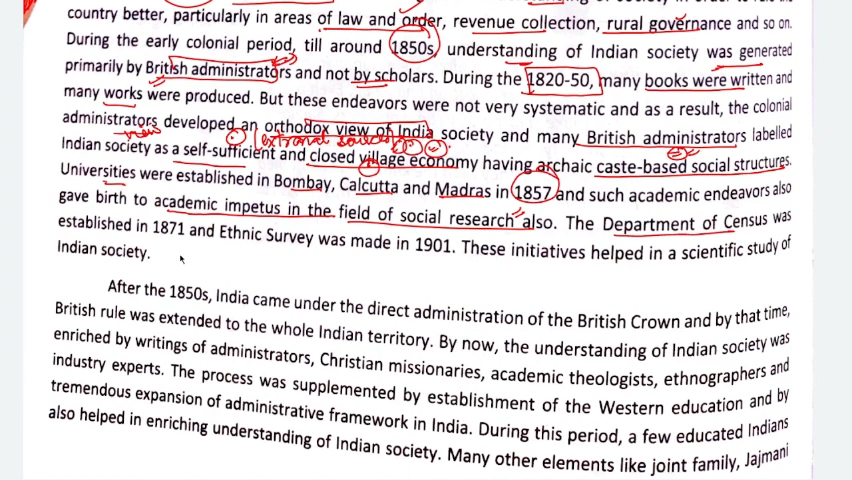 country better, particularly in areas of law and order, revenue collection, rural governance and so on.
During the early colonial period, till around 1850s, understanding of Indian society was generated
primarily by British administrators and not by scholars. During the 1820-50, many books were written and
many works were produced. But these endeavors were not very systematic and as a result, the colonial
administrators developed an orthodox view of India society and many British administrators labelled
view
Indian society as a self-sufficient and closed village economy having archaic caste-based social structures.
Universities were established in Bombay, Calcutta and Madras in 1857 and such academic endeavors also
gave birth to academic impetus in the field of social research also. The Department of Census was
established in 1871 and Ethnic Survey was made in 1901. These initiatives helped in a scientific study of
Indian society.
After the 1850s, India came under the direct administration of the British Crown and by that time,
British rule was extended to the whole Indian territory. By now, the understanding of Indian society was
enriched by writings of administrators, Christian missionaries, academic theologists, ethnographers and
industry experts. The process was supplemented by establishment of the Western education and by
tremendous expansion of administrative framework in India. During this period, a few educated Indians
also helped in enriching understanding of Indian society. Many other elements like joint family, Jajmani